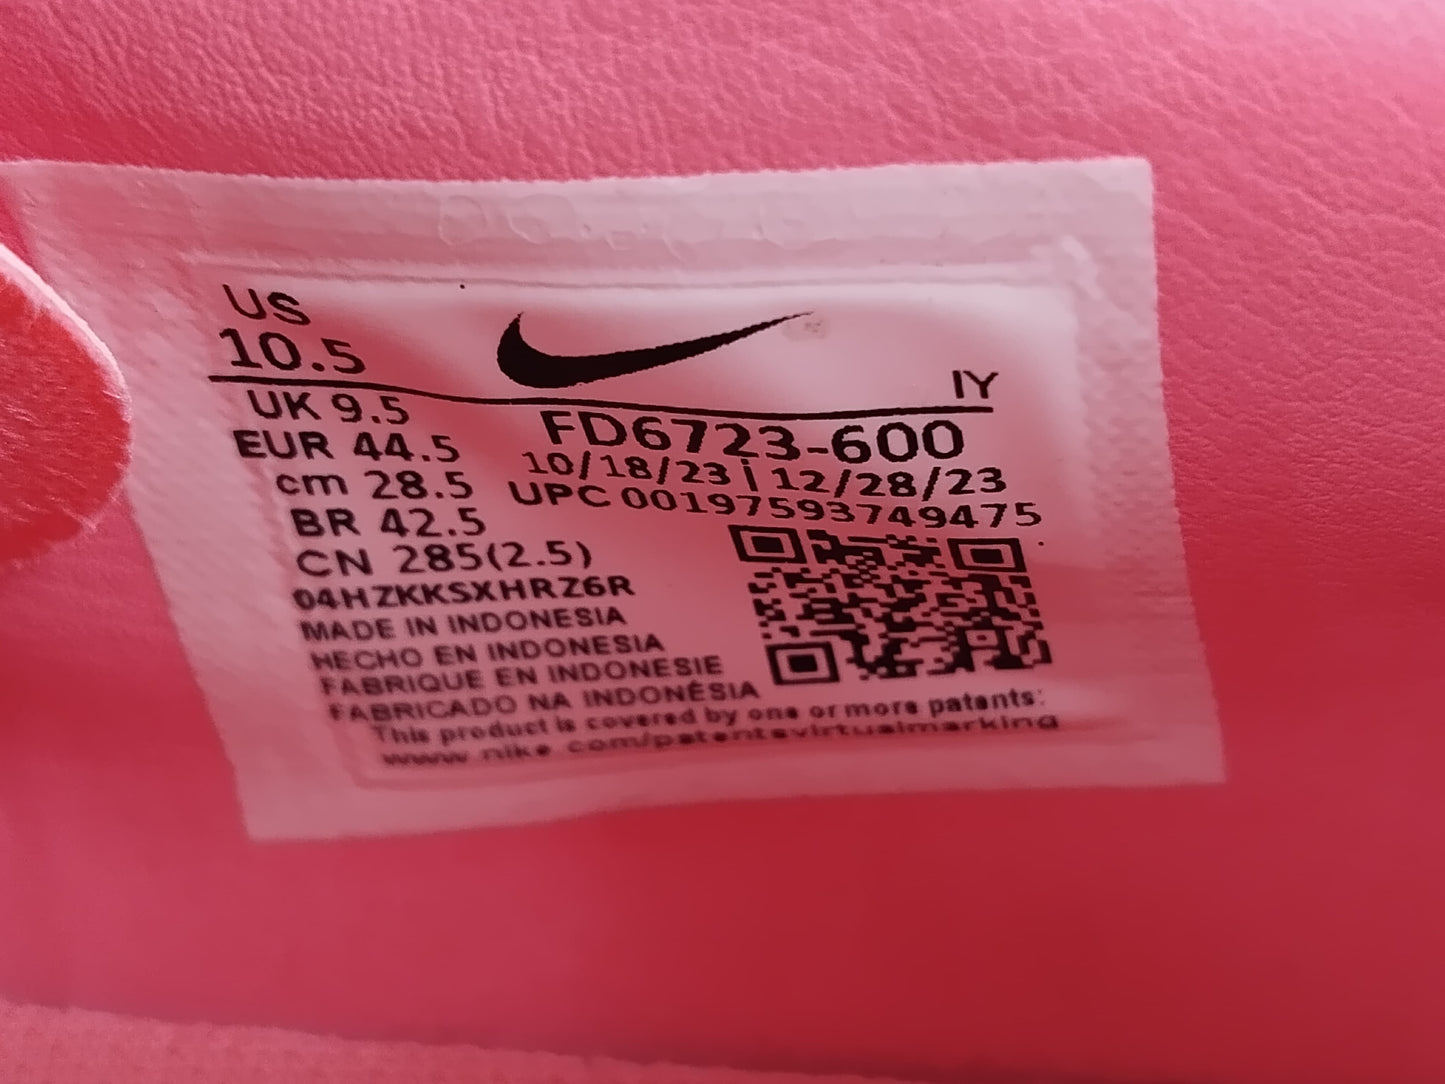 US
10.5
IY
UK 9.5
EUR 44.5
cm 28.5
BR 42.5
CN 285(2.5)
FD6723-600
10/18/23 | 12/28/23
UPC 00197593749475
04HZKKSXHRZ6R
MADE IN INDONESIA
HECHO EN INDONESIA
FABRIQUE EN INDONESIE
FABRICADO NA INDONÉSIA
This product is covered by one or more patents:
www.nike.com/patentsvirtualmarking